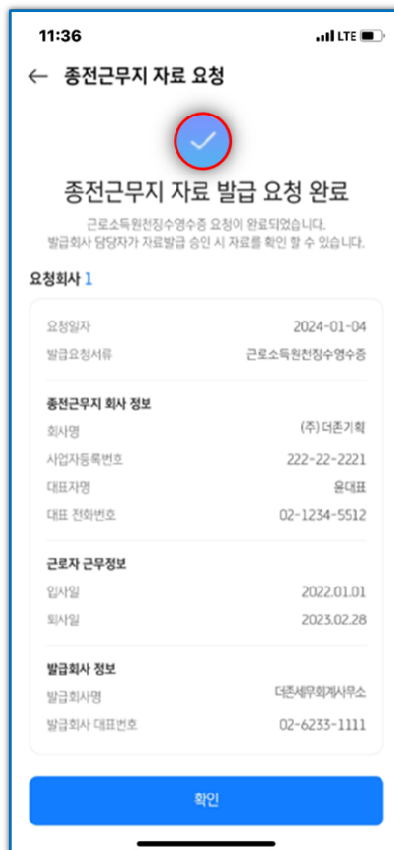 11:36
LTE
← 종전근무지 자료 요청
종전근무지 자료 발급 요청 완료
근로소득원천징수영수증 요청이 완료되었습니다.
발급회사 담당자가 자료발급 승인 시 자료를 확인 할 수 있습니다.
요청회사 1
요청일자 2024-01-04
발급요청서류 근로소득원천징수영수증
종전근무지 회사 정보
회사명 (주)더존기획
사업자등록번호 222-22-2221
대표자명 윤대표
대표 전화번호 02-1234-5512
근로자 근무정보
입사일 2022.01.01
퇴사일 2023.02.28
발급회사 정보
발급회사명 더존세무회계사무소
발급회사 대표번호 02-6233-1111
확인